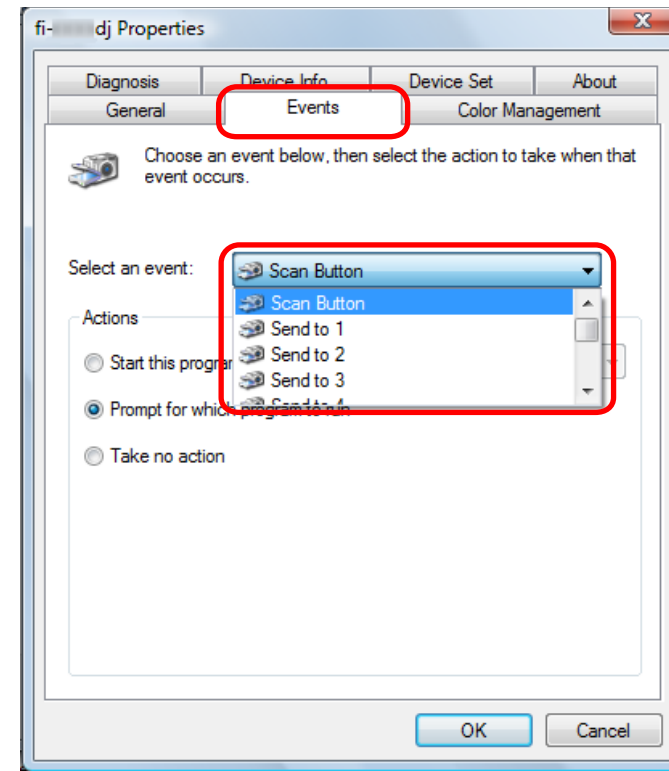 fi- dj Properties
Diagnosis Device Info Device Set About
General Events Color Management
Choose an event below, then select the action to take when that
event occurs.
Select an event: Scan Button
Scan Button
Actions
Send to 1
Start this progra
Send to 2
Send to 3
Prompt for which program to run
Send to 4
Take no action
OK Cancel